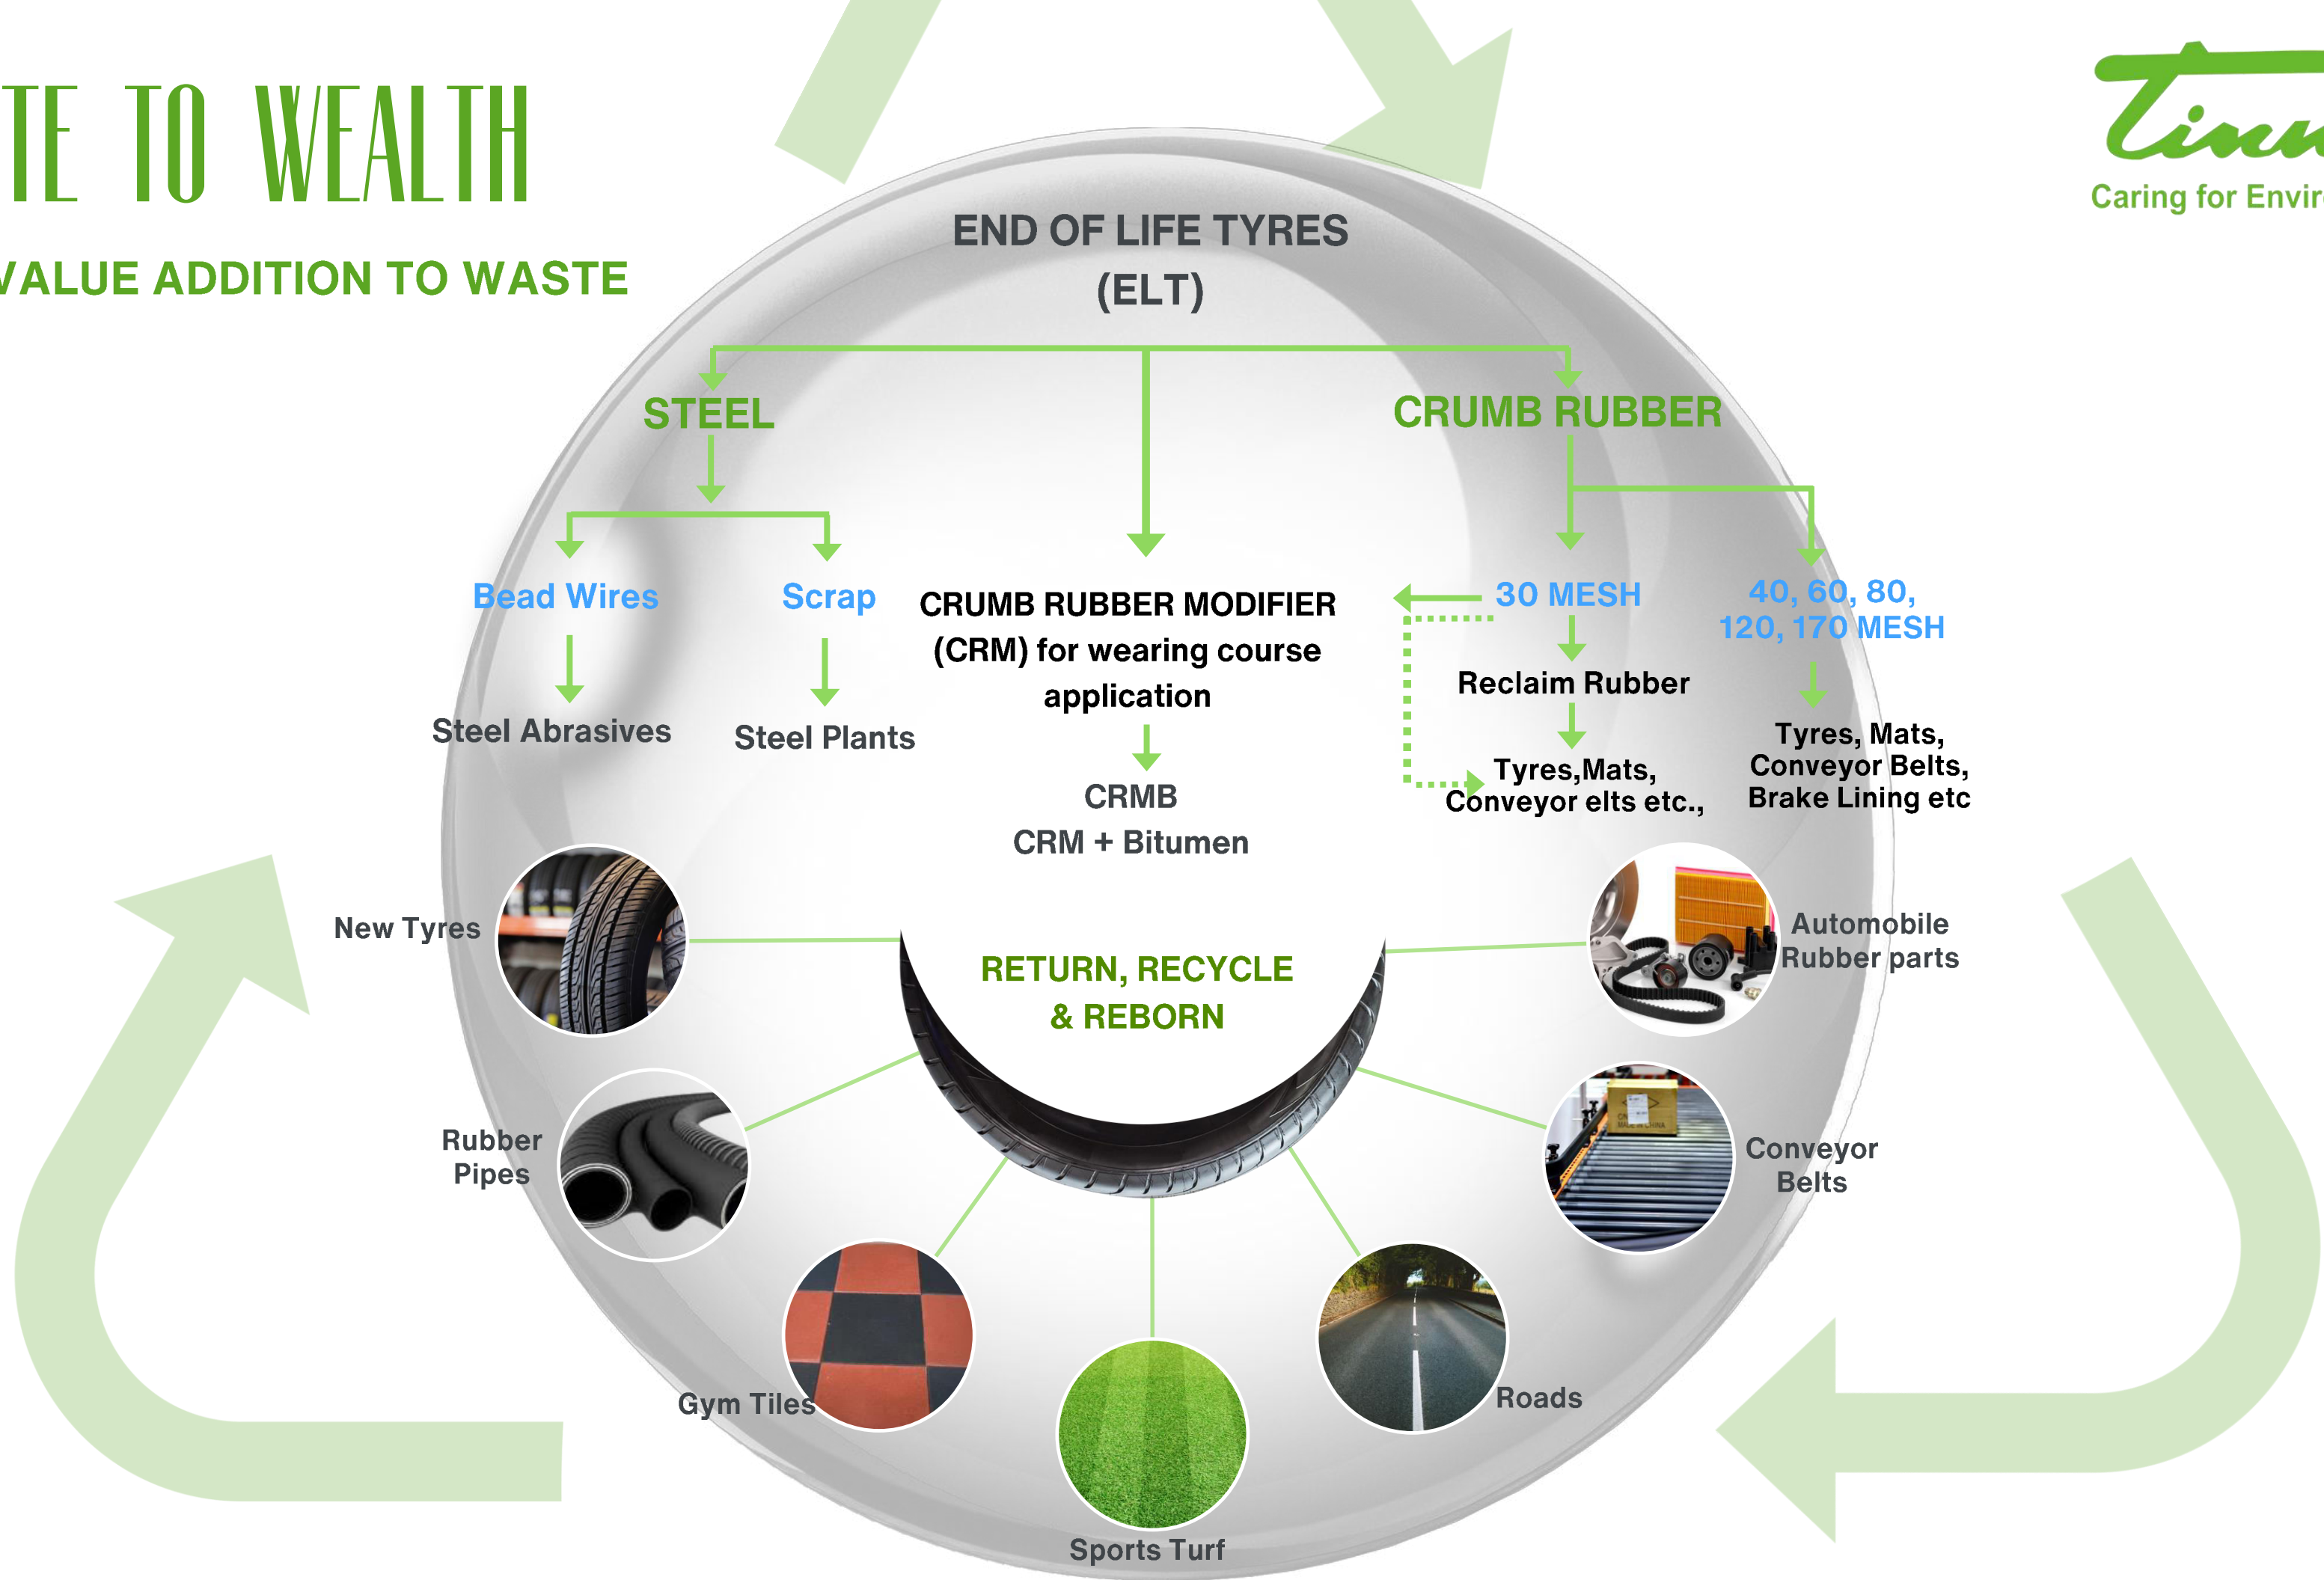 TE TO WEALTH
VALUE ADDITION TO WASTE
Caring for
END OF LIFE TYRES
(ELT)
STEEL
CRUMB RUBBER
Bead Wires
Scrap
Steel Abrasives
Steel Plants
CRUMB RUBBER MODIFIER
(CRM) for wearing course
application
CRMB
CRM + Bitumen
30 MESH
Reclaim Rubber
Tyres,Mats,
Conveyor elts etc.,
40, 60, 80,
120, 170 MESH
Tyres, Mats,
Conveyor Belts,
Brake Lining etc
RETURN, RECYCLE
& REBORN
New Tyres
Rubber
Pipes
Gym Tiles
Sports Turf
Roads
Conveyor
Belts
Automobile
Rubber parts